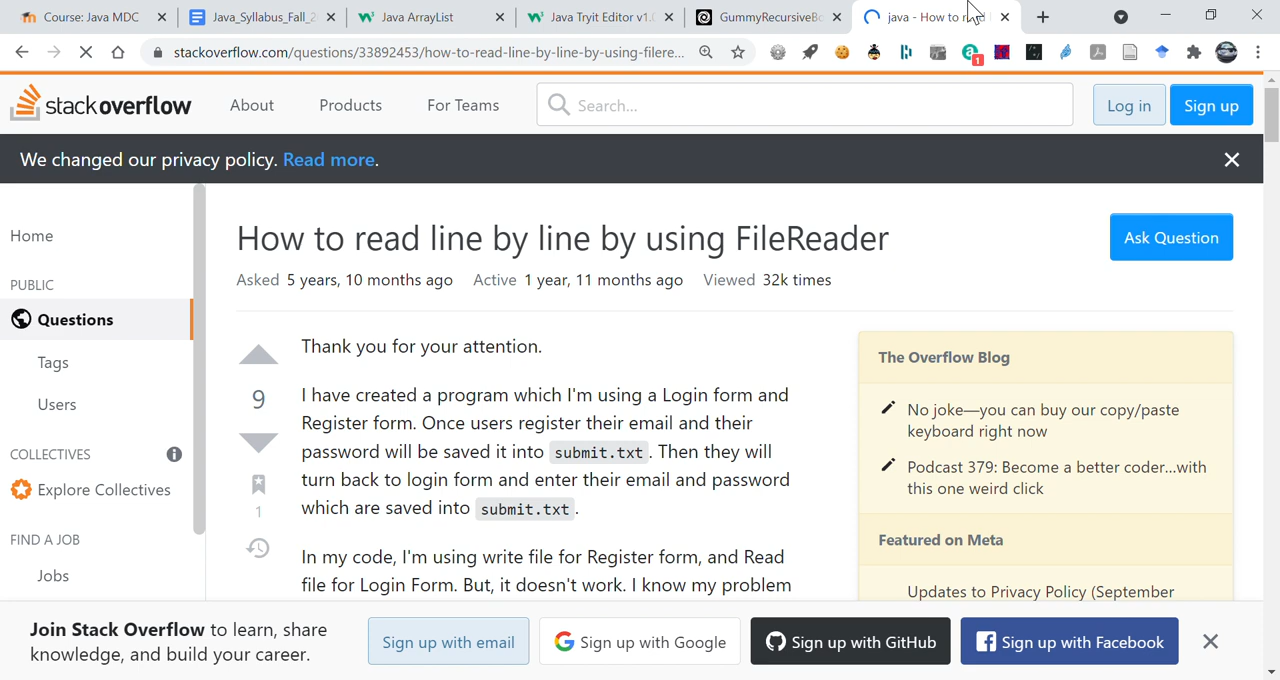 Course: Java MDC
Java_Syllabus_Fall_2
Java ArrayList
Java Tryit Editor v1.
GummyRecursiveB
java - How to r
stackoverflow.com/questions/33892453/how-to-read-line-by-line-by-using-filere...
1
stackoverflow
About
Products
For Teams
Search...
Log in
Sign up
We changed our privacy policy. Read more.
Home
PUBLIC
Questions
Tags
Users
COLLECTIVES
Explore Collectives
FIND A JOB
Jobs
How to read line by line by using FileReader
Ask Question
Asked 5 years, 10 months ago Active 1 year, 11 months ago Viewed 32k times
9
1
Thank you for your attention.
I have created a program which I'm using a Login form and
Register form. Once users register their email and their
password will be saved it into submit.txt. Then they will
turn back to login form and enter their email and password
which are saved into submit.txt.
In my code, I'm using write file for Register form, and Read
file for Login Form. But, it doesn't work. I know my problem
The Overflow Blog
No joke—you can buy our copy/paste
keyboard right now
Podcast 379: Become a better coder...with
this one weird click
Featured on Meta
Updates to Privacy Policy (September
Join Stack Overflow to learn, share
knowledge, and build your career.
Sign up with email
Sign up with Google
Sign up with GitHub
Sign up with Facebook